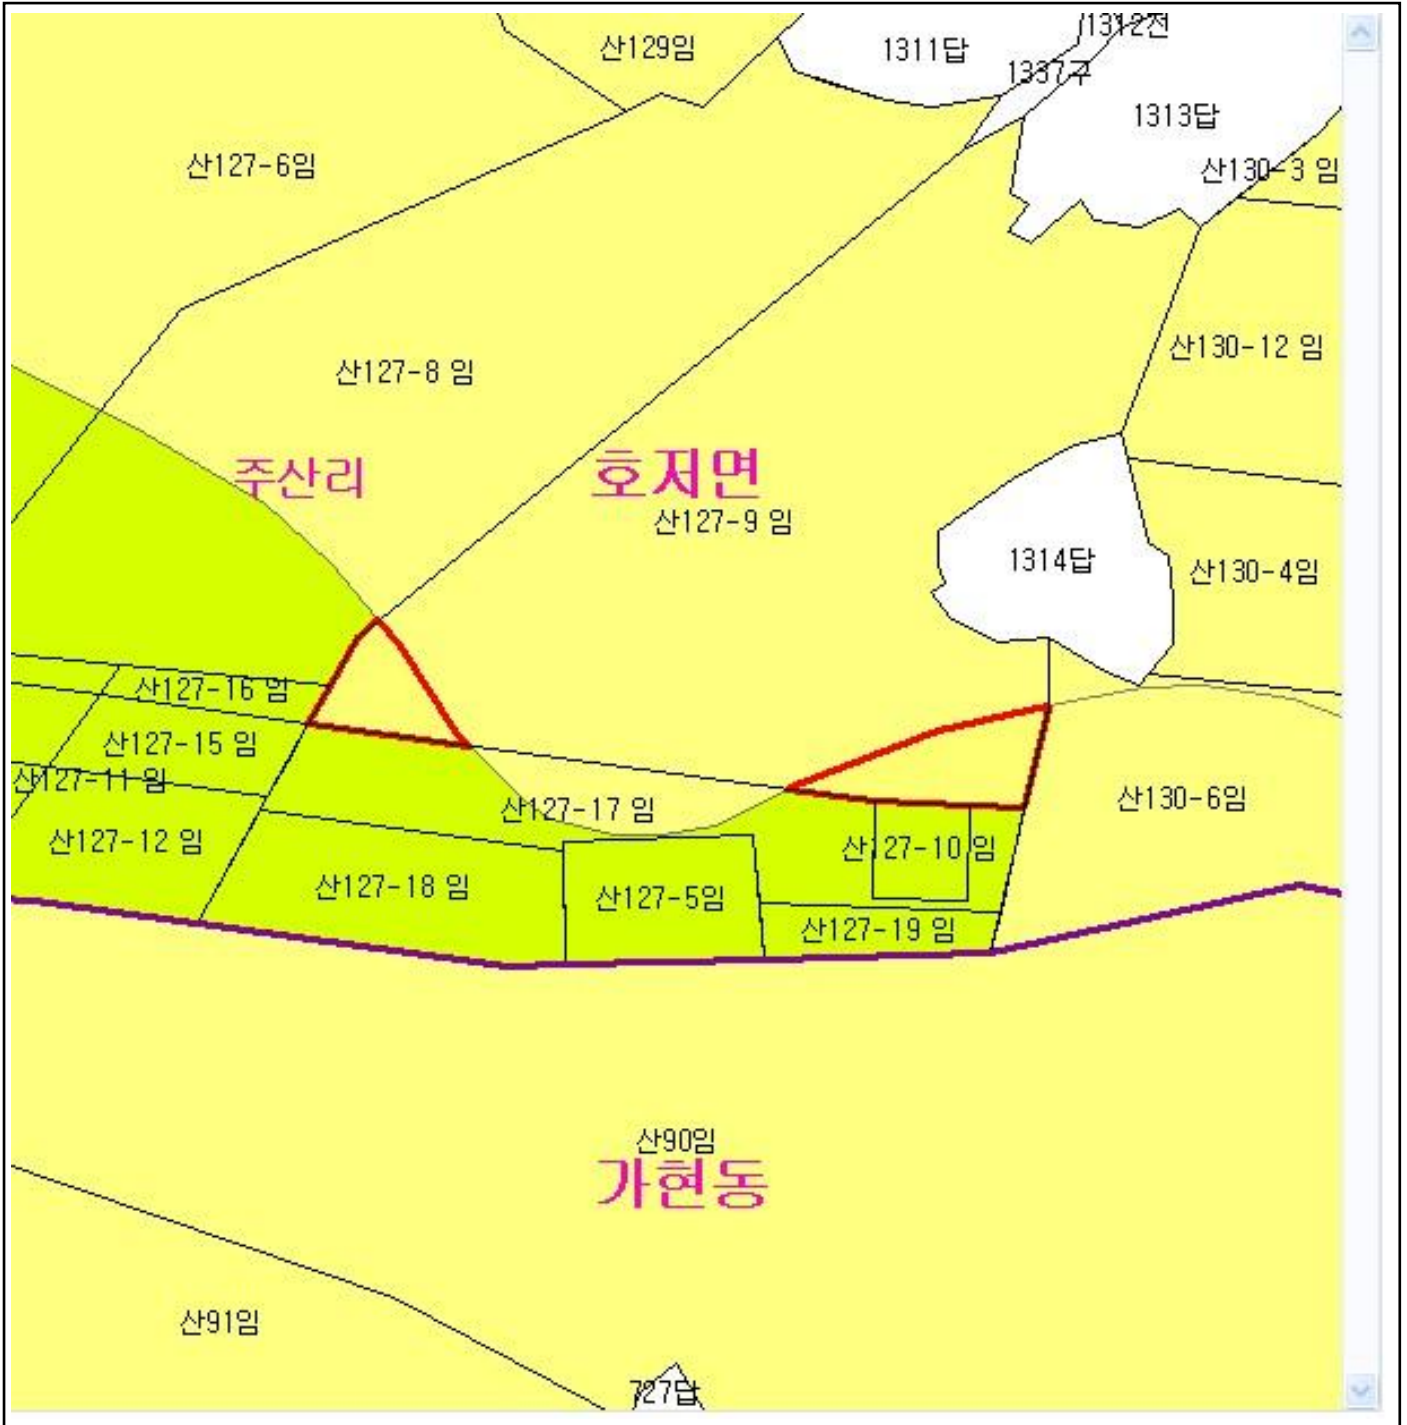 1312전
산129임
1311답
1337구
1313답
산127-6임
산130-3 임
산130-12 임
산127-8 임
주산리
호저면
산127-9 임
1314답
산130-4임
산127-16 임
산127-15 임
산127-11 임
산127-17 임
산130-6임
산127-12 임
산127-10 임
산127-18 임
산127-5임
산127-19 임
산90임
가현동
산91임
727답